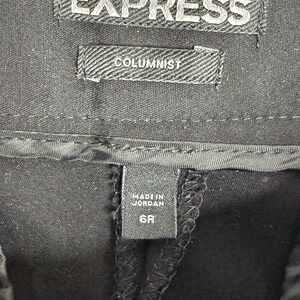 EXPRESS
COLUMNIST
MADE IN
JORDAN
6R